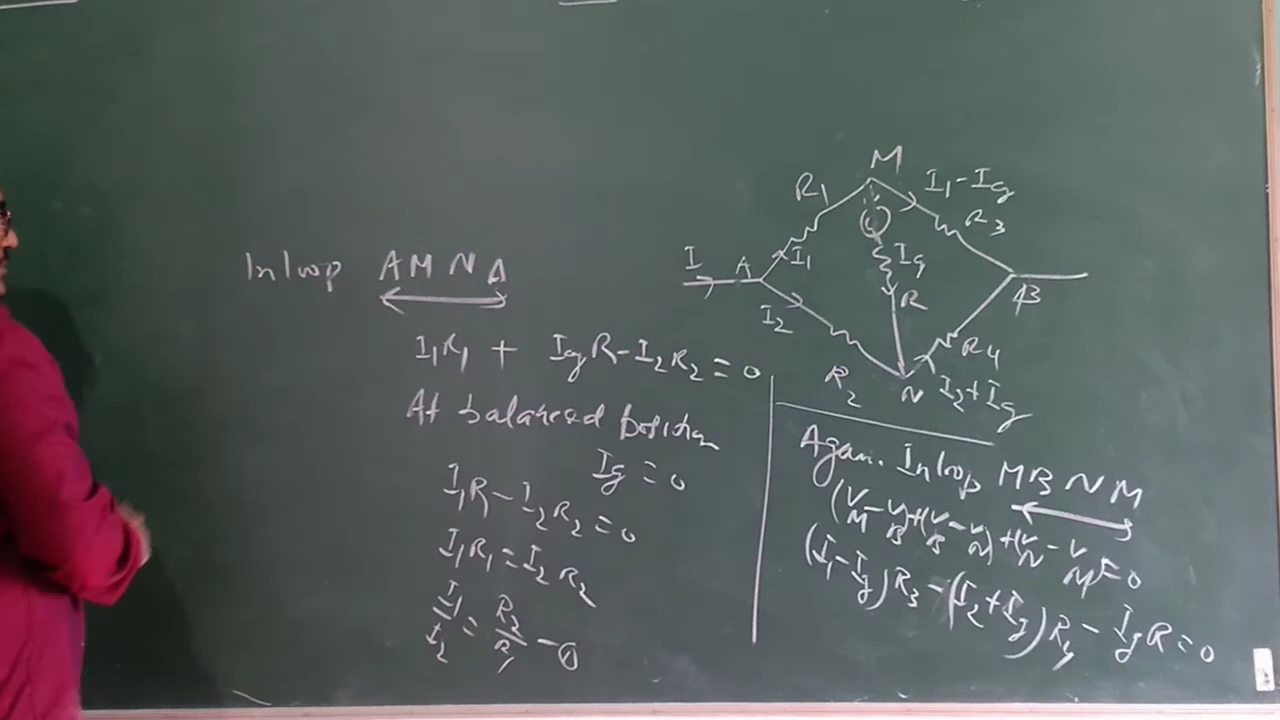 M
R1
I1-Ig
R3
I
A
I1
Ig
B
I2
R
R4
R2
N
I2+Ig
In loop AMNA
I1R1 + IgR-I2R2=0
At balanced position
Ig=0
I1R-I2R2=0
I1R1=I2R2
I1/I2=R2/R1-①
Again. In loop MBNM
(VM-VB)+(VB-VN)+(VN-VM)=0
(I1-Ig)R3-(I2+Ig)R4-IgR=0